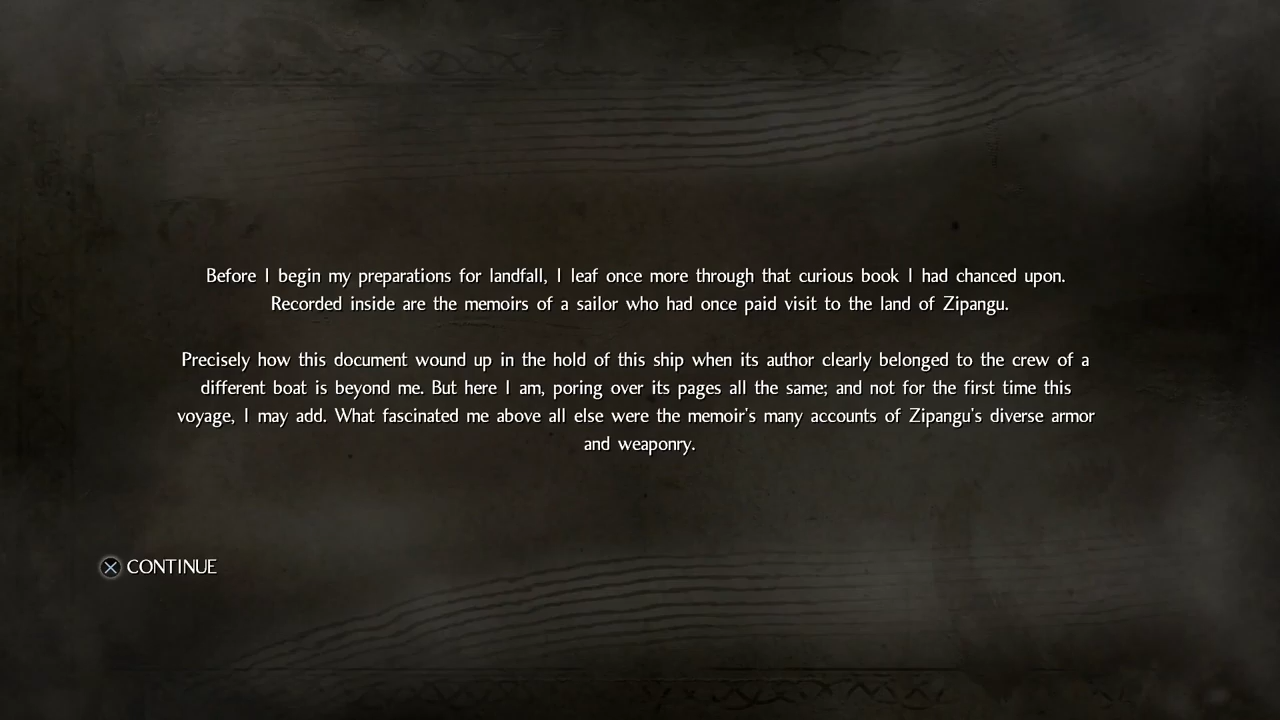 Before I begin my preparations for landfall, I leaf once more through that curious book I had chanced upon.
Recorded inside are the memoirs of a sailor who had once paid visit to the land of Zipangu.
Precisely how this document wound up in the hold of this ship when its author clearly belonged to the crew of a
different boat is beyond me. But here I am, poring over its pages all the same; and not for the first time this
voyage, I may add. What fascinated me above all else were the memoir's many accounts of Zipangu's diverse armor
and weaponry.
CONTINUE